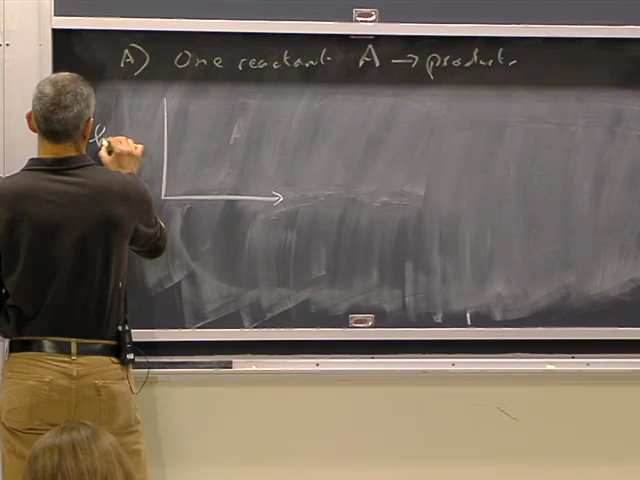 A) One reactant A → products